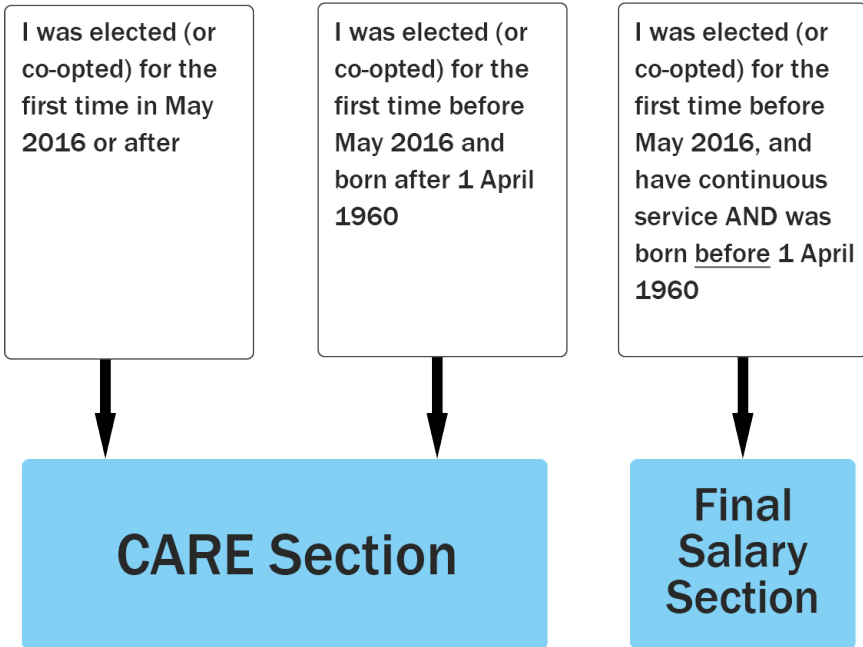 I was elected (or
co-opted) for the
first time in May
2016 or after
I was elected (or
co-opted) for the
first time before
May 2016 and
born after 1 April
1960
I was elected (or
co-opted) for the
first time before
May 2016, and
have continuous
service AND was
born before 1 April
1960
CARE Section
Final
Salary
Section